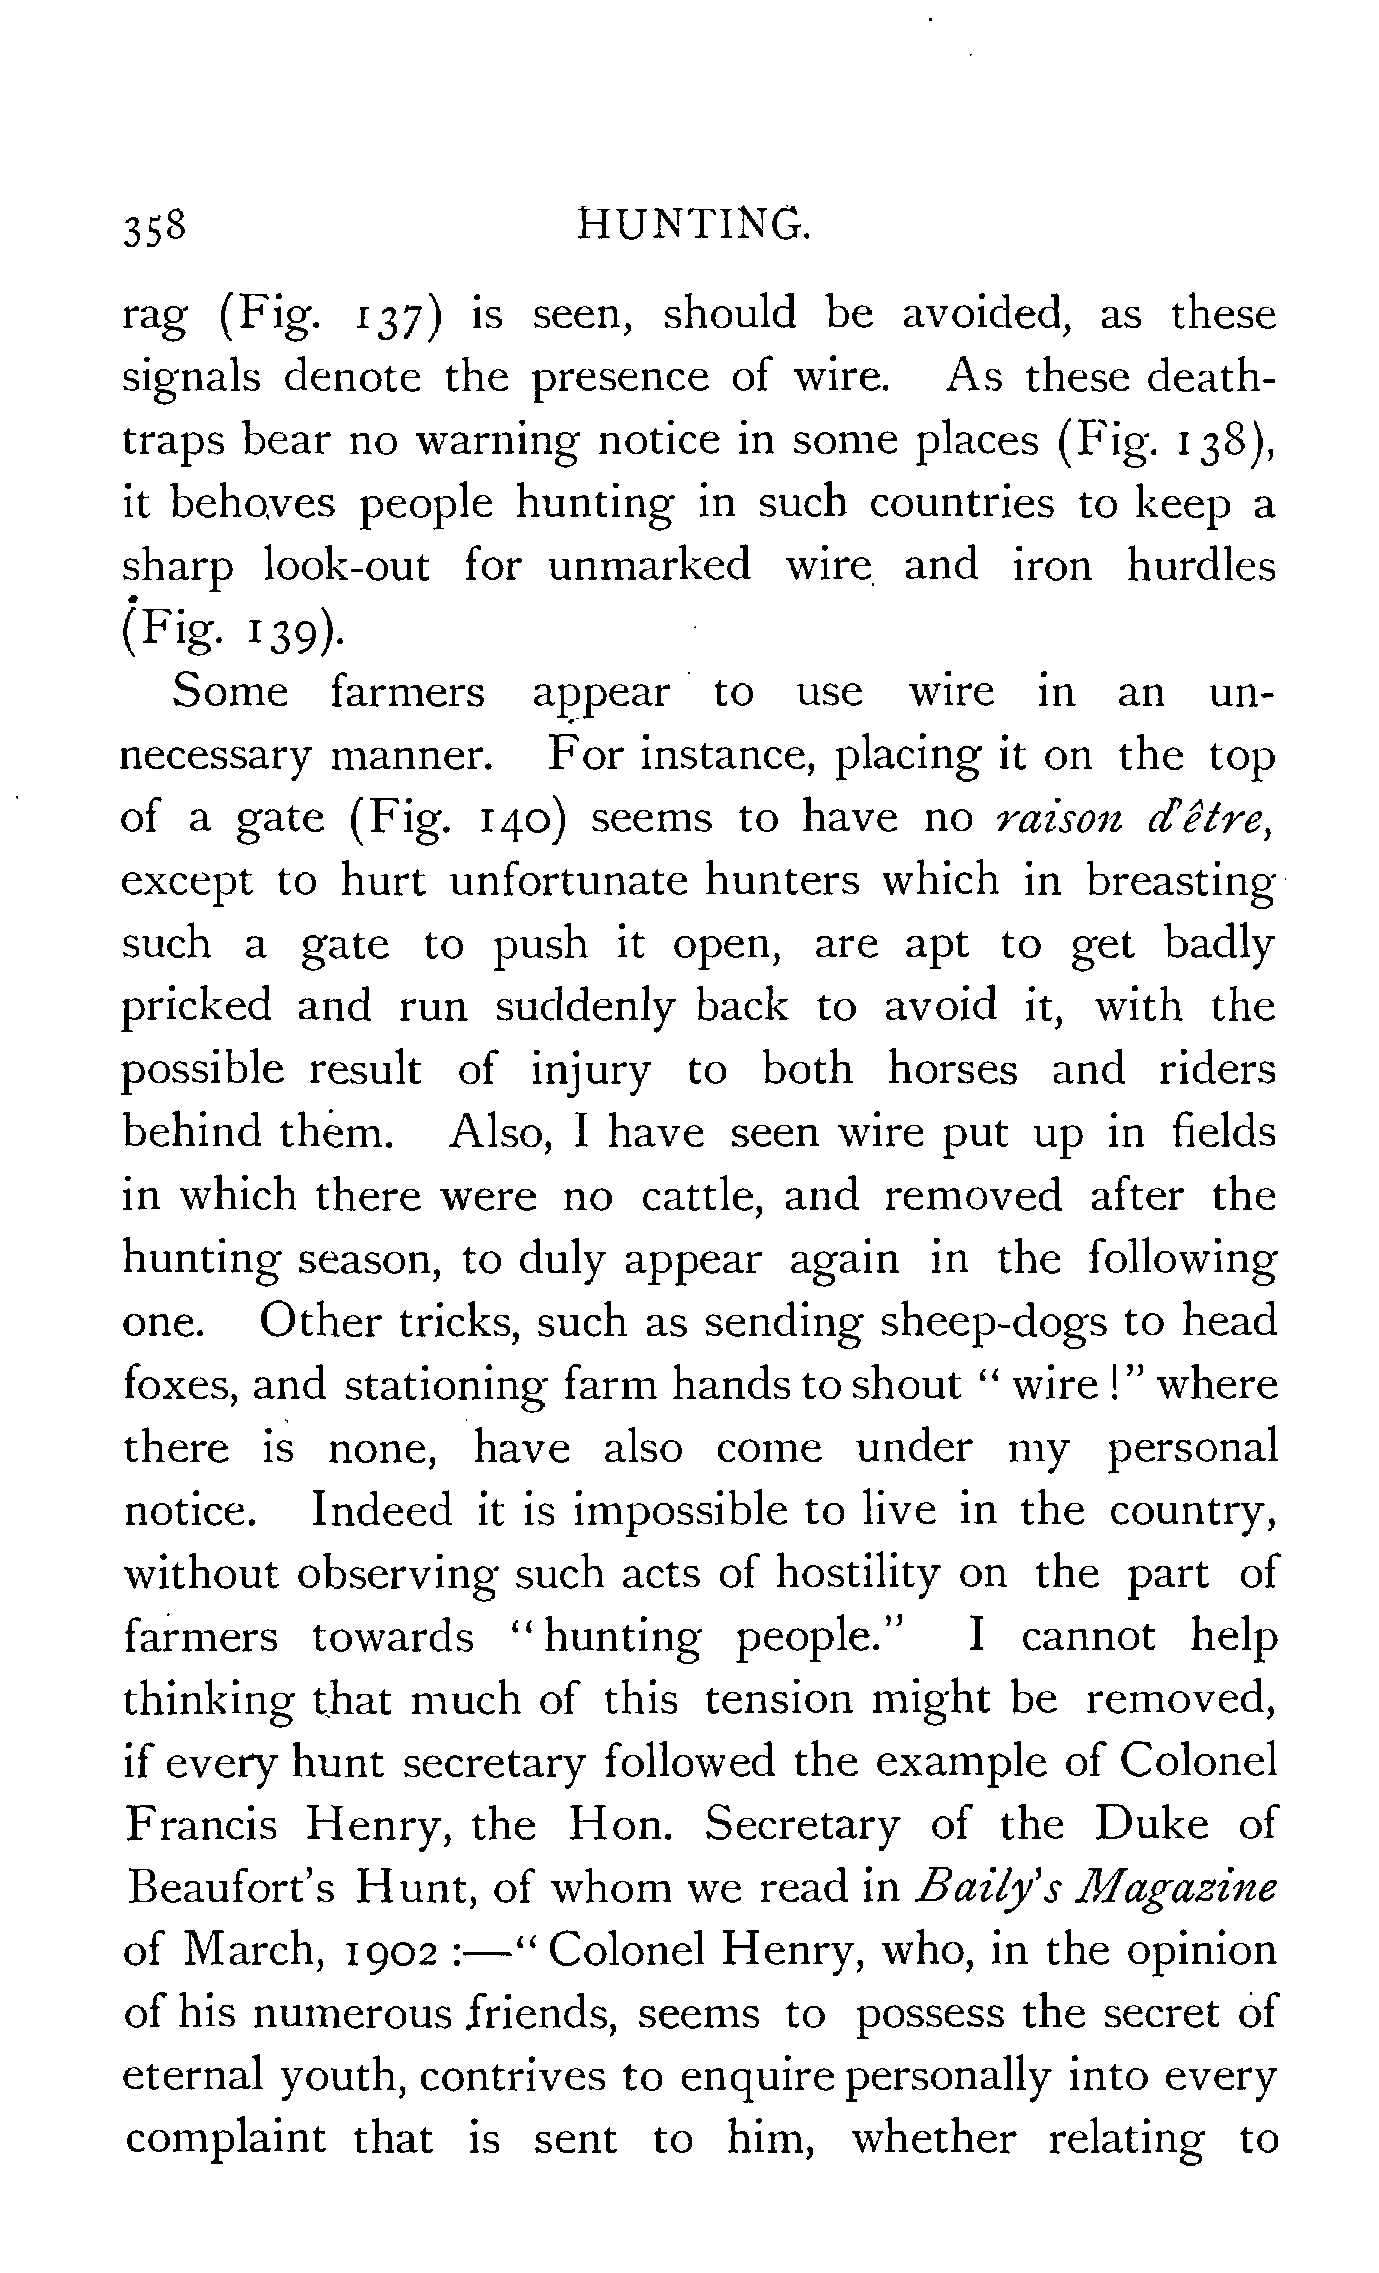 358 HUNTING.
rag (Fig. 137) is seen, should be avoided, as these
signals denote the presence of wire. As these death-
traps bear no warning notice in some places (Fig. 138),
it behoves people hunting in such countries to keep a
sharp look-out for unmarked wire and iron hurdles
(Fig. 139).
Some farmers appear to use wire in an un-
necessary manner. For instance, placing it on the top
of a gate (Fig. 140) seems to have no raison d'être,
except to hurt unfortunate hunters which in breasting
such a gate to push it open, are apt to get badly
pricked and run suddenly back to avoid it, with the
possible result of injury to both horses and riders
behind them. Also, I have seen wire put up in fields
in which there were no cattle, and removed after the
hunting season, to duly appear again in the following
one. Other tricks, such as sending sheep-dogs to head
foxes, and stationing farm hands to shout “ wire !” where
there is none, have also come under my personal
notice. Indeed it is impossible to live in the country,
without observing such acts of hostility on the part of
farmers towards “ hunting people.” I cannot help
thinking that much of this tension might be removed,
if every hunt secretary followed the example of Colonel
Francis Henry, the Hon. Secretary of the Duke of
Beaufort's Hunt, of whom we read in Baily's Magazine
of March, 1902 :—“ Colonel Henry, who, in the opinion
of his numerous friends, seems to possess the secret of
eternal youth, contrives to enquire personally into every
complaint that is sent to him, whether relating to